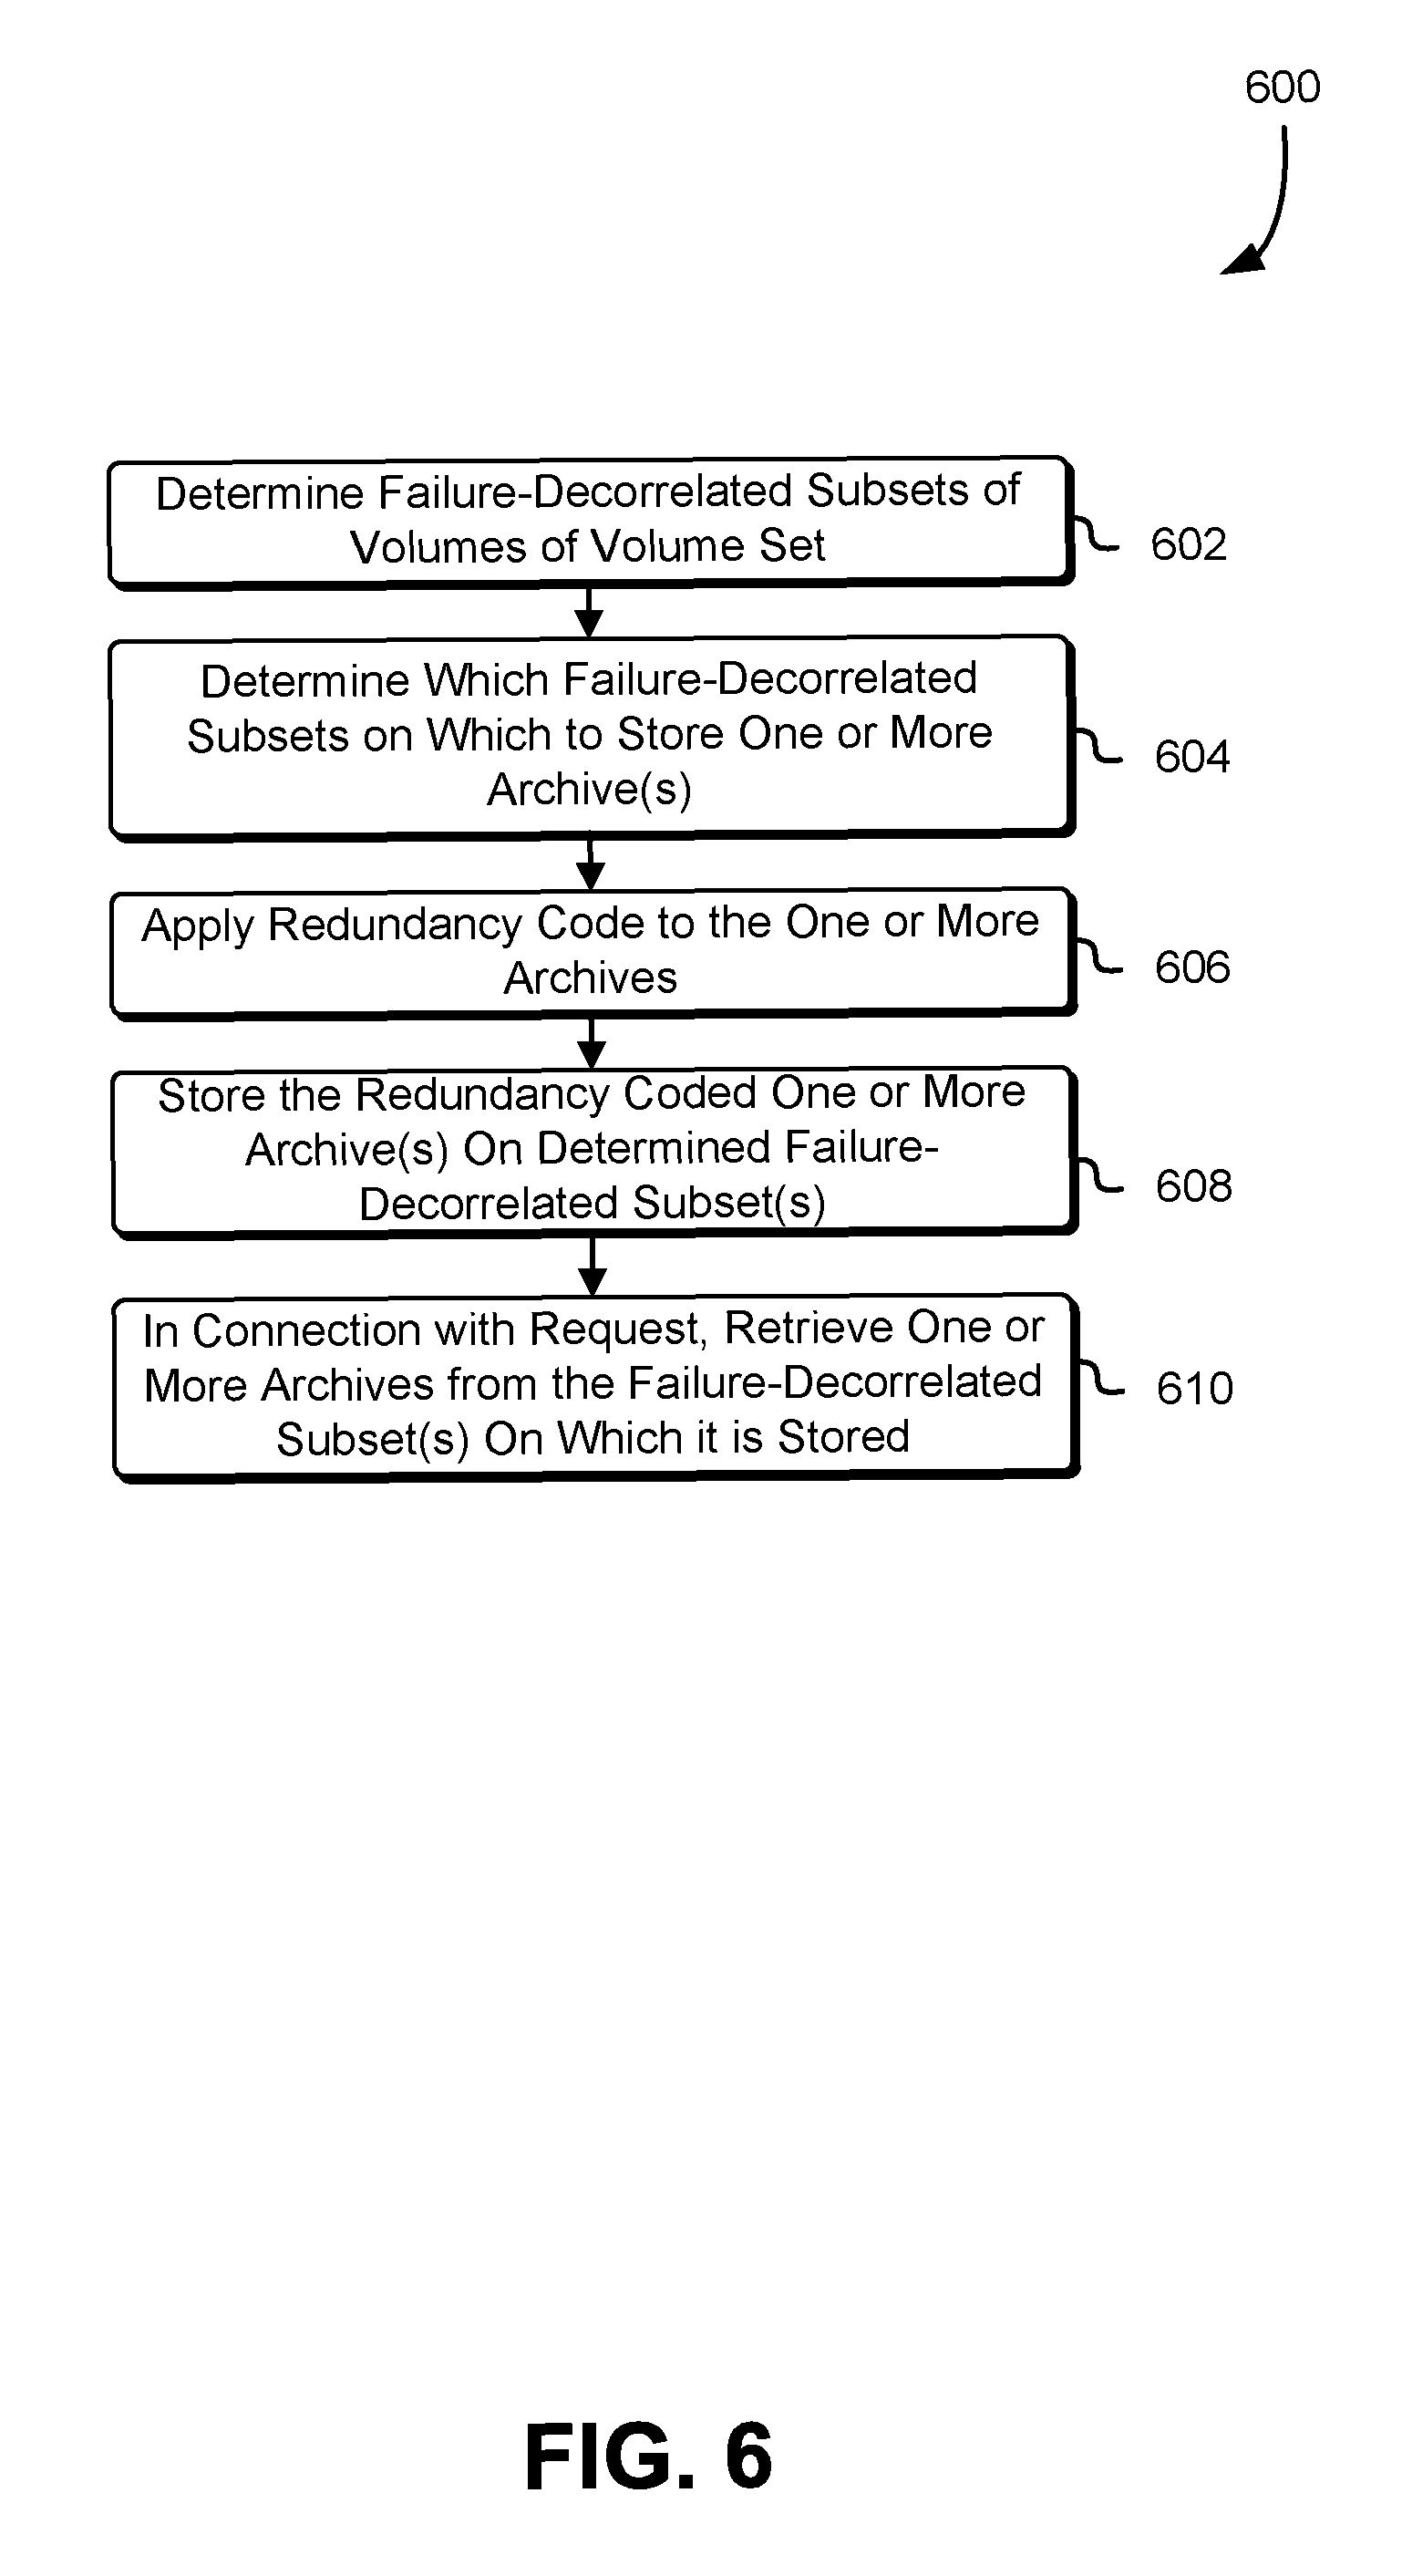 600
Determine Failure-Decorrelated Subsets of
Volumes of Volume Set
602
Determine Which Failure-Decorrelated
Subsets on Which to Store One or More
Archive(s)
604
Apply Redundancy Code to the One or More
Archives
606
Store the Redundancy Coded One or More
Archive(s) On Determined Failure-
Decorrelated Subset(s)
608
In Connection with Request, Retrieve One or
More Archives from the Failure-Decorrelated
Subset(s) On Which it is Stored
610
FIG. 6